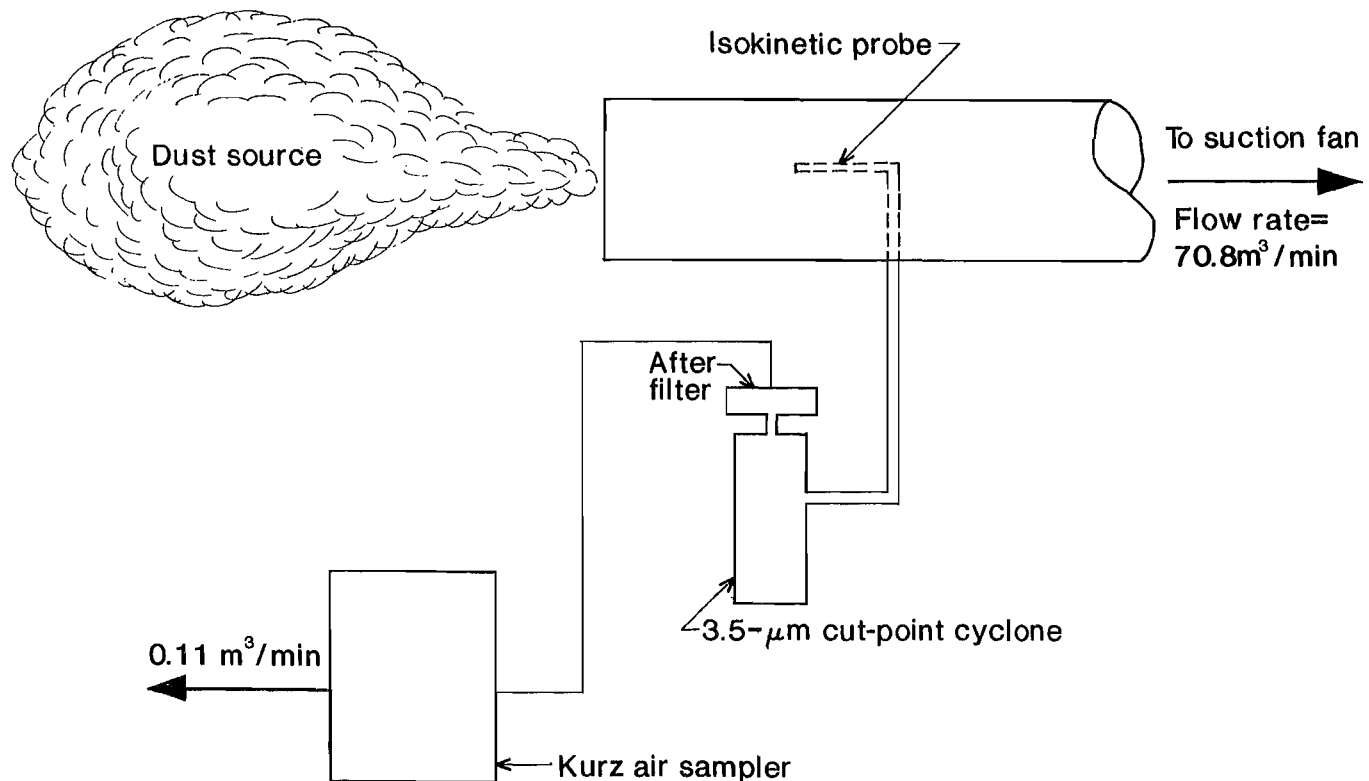 Isokinetic probe
Dust source
To suction fan
Flow rate=
70.8m³/min
After
filter
3.5-μm cut-point cyclone
0.11 m³/min
Kurz air sampler